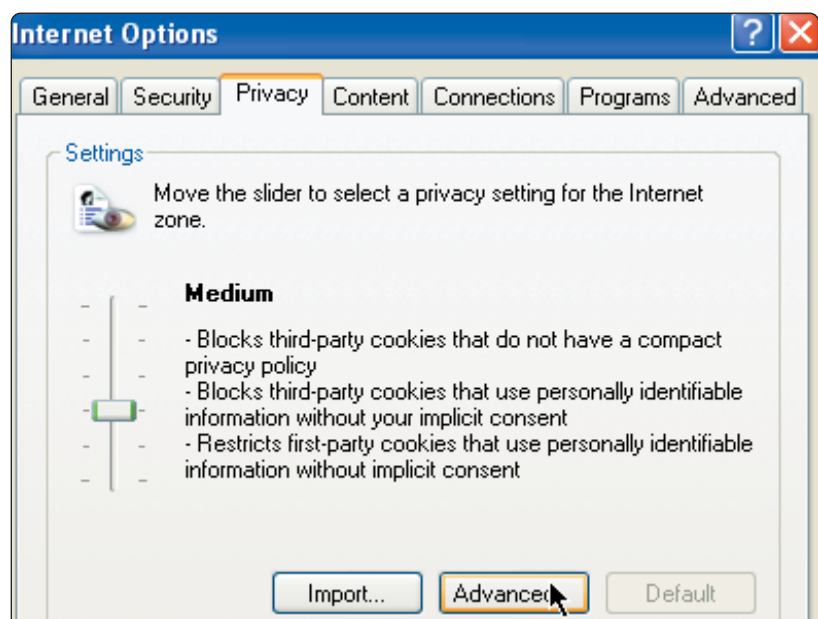 Internet Options
General Security Privacy Content Connections Programs Advanced
Settings
Move the slider to select a privacy setting for the Internet
zone.
Medium
- Blocks third-party cookies that do not have a compact
privacy policy
- Blocks third-party cookies that use personally identifiable
information without your implicit consent
- Restricts first-party cookies that use personally identifiable
information without implicit consent
Import... Advanced Default